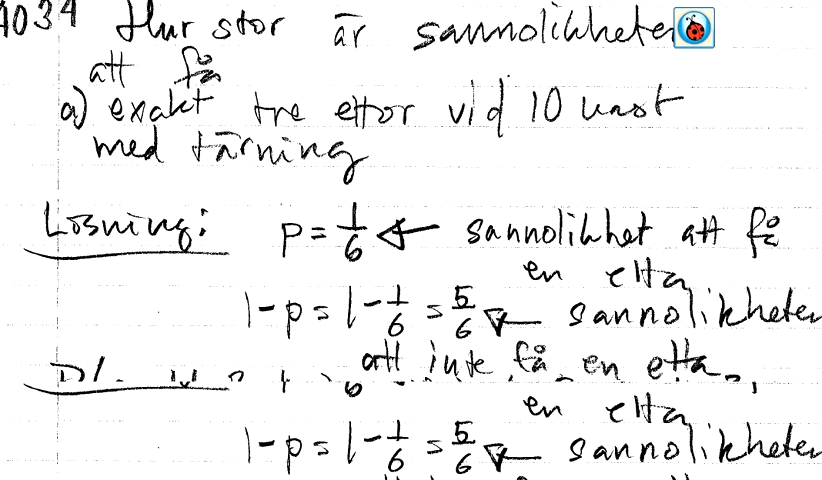 1034 Hur stor är sannolikheten
att få
a) exakt tre ettor vid 10 kast
med tärning
Lösning: p = 1/6 ← sannolikhet att få
en etta
1-p = 1-1/6 = 5/6 ← sannolikheten
att inte få en etta
en etta
1-p = 1-1/6 = 5/6 ← sannolikheten